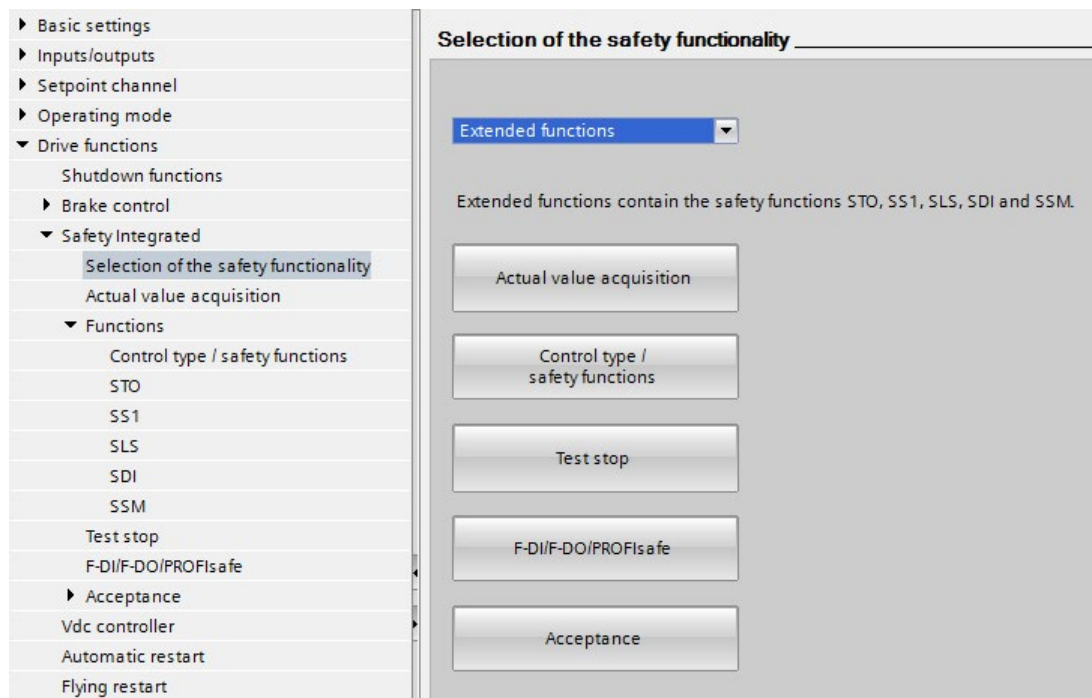 Basic settings
Inputs/outputs
Setpoint channel
Operating mode
Drive functions
Shutdown functions
Brake control
Safety Integrated
Selection of the safety functionality
Actual value acquisition
Functions
Control type / safety functions
STO
SS1
SLS
SDI
SSM
Test stop
F-DI/F-DO/PROFIsafe
Acceptance
Vdc controller
Automatic restart
Flying restart
Selection of the safety functionality
Extended functions
Extended functions contain the safety functions STO, SS1, SLS, SDI and SSM.
Actual value acquisition
Control type /
safety functions
Test stop
F-DI/F-DO/PROFIsafe
Acceptance